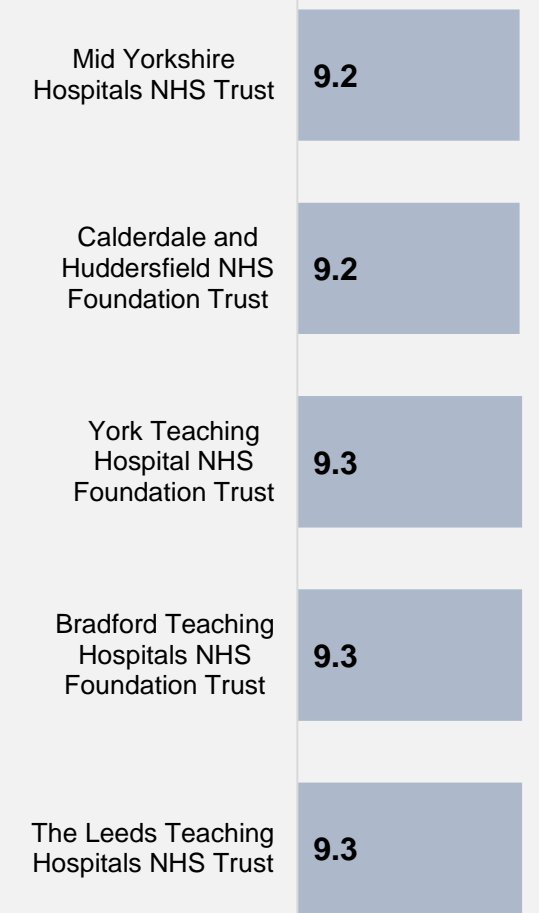 Mid Yorkshire
Hospitals NHS Trust
9.2
Calderdale and
Huddersfield NHS
Foundation Trust
9.2
York Teaching
Hospital NHS
Foundation Trust
9.3
Bradford Teaching
Hospitals NHS
Foundation Trust
9.3
The Leeds Teaching
Hospitals NHS Trust
9.3